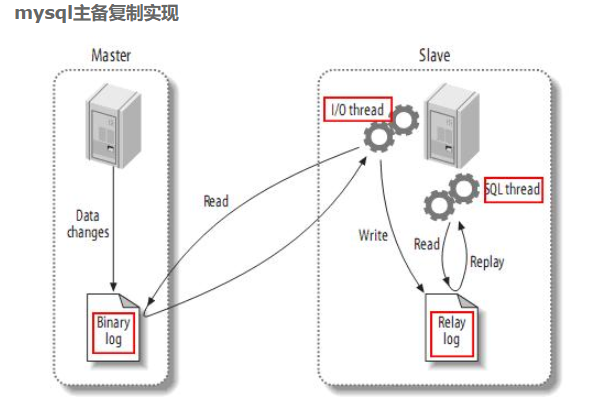 mysql主备复制实现
Master
Slave
I/O thread
SQL thread
Read
Data
changes
Write
Read
Replay
Binary
log
Relay
log